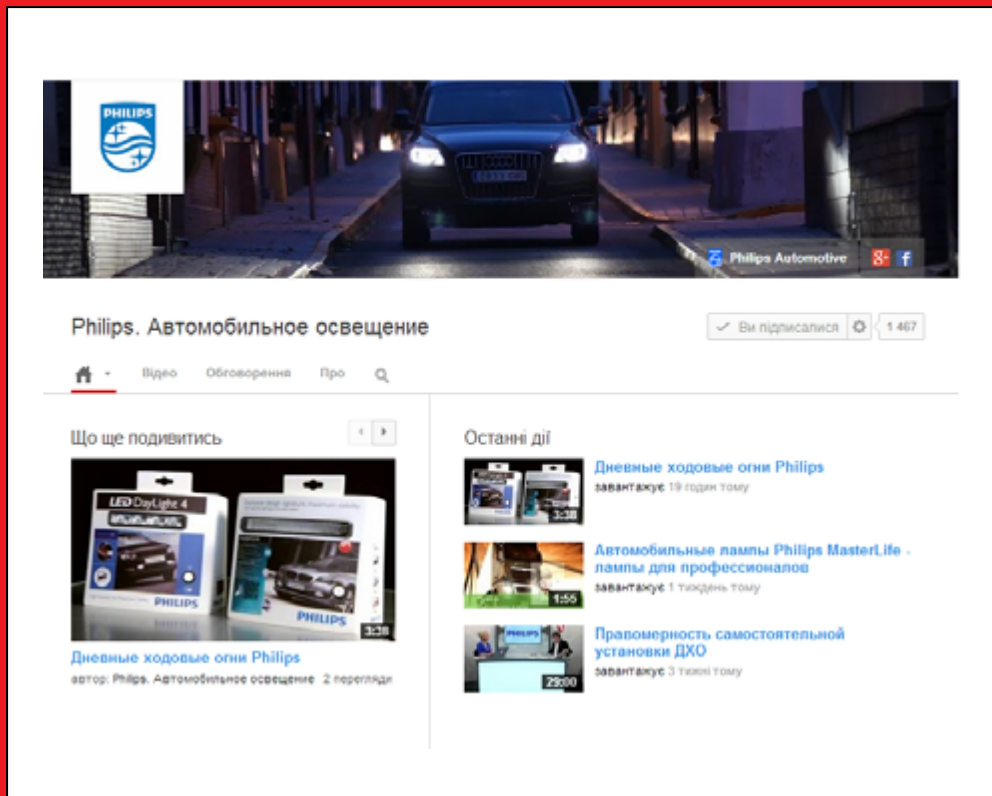 PHILIPS
Philips Automotive
Philips. Автомобильное освещение
Ви підписалися
1 467
Відео Обговорення Про
Що ще подивитись
LED DayLight 4
PHILIPS
PHILIPS
3:38
Дневные ходовые огни Philips
автор: Philips. Автомобильное освещение 2 перегляди
Останні дії
Дневные ходовые огни Philips
завантажує 19 годин тому
3:38
Автомобильные лампы Philips MasterLife -
лампы для профессионалов
завантажує 1 тиждень тому
1:55
Правомерность самостоятельной
установки ДХО
завантажує 3 тижні тому
PHILIPS
29:00